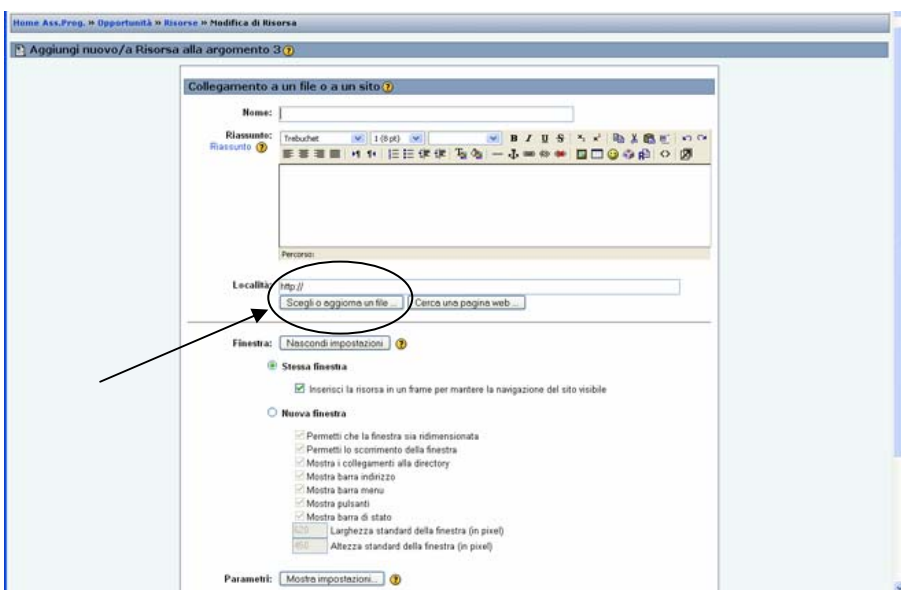 Home Ass.Prog. » Opportunità » Risorse » Modifica di Risorsa
Aggiungi nuovo/a Risorsa alla argomento 3
Collegamento a un file o a un sito
Nome:
Riassunto:
Riassunto
Trebuchet 1 (8 pt)
Percorso:
Località: http://
Scegli o aggiorna un file ... Cerca una pagina web ...
Finestra: Nascondi impostazioni
Stessa finestra
Inserisci la risorsa in un frame per mantere la navigazione del sito visibile
Nuova finestra
Permetti che la finestra sia ridimensionata
Permetti lo scorrimento della finestra
Mostra i collegamenti alla directory
Mostra barra indirizzo
Mostra barra menu
Mostra pulsanti
Mostra barra di stato
620 Larghezza standard della finestra (in pixel)
450 Altezza standard della finestra (in pixel)
Parametri: Mostra impostazioni...